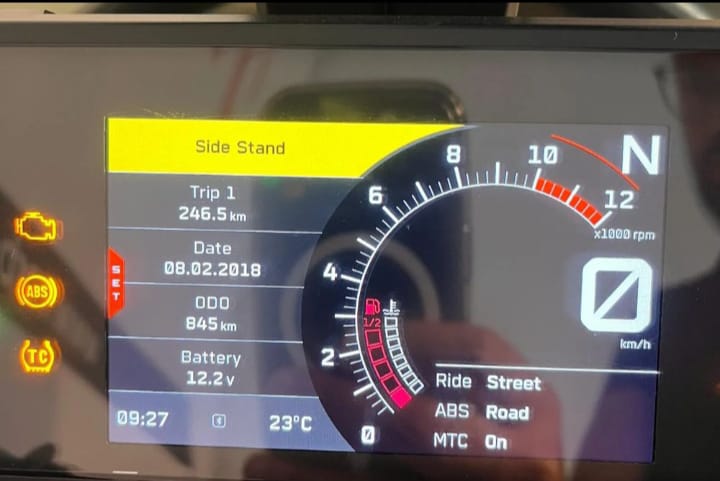 Side Stand
N
Trip 1
246.5 km
Date
08.02.2018
ODO
845 km
Battery
12.2 v
09:27
23°C
SET
ABS
TC
0
2
4
6
8
10
12
x1000 rpm
1/2
0
km/h
Ride Street
ABS Road
MTC On